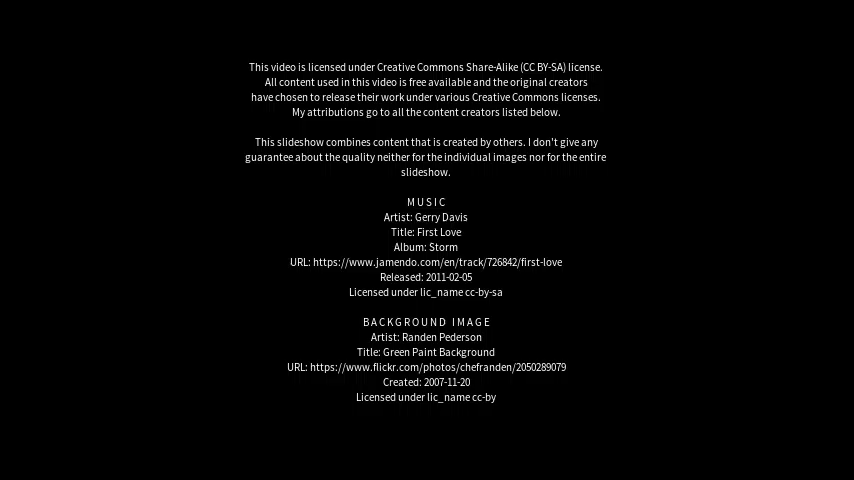 This video is licensed under Creative Commons Share-Alike (CC BY-SA) license.
All content used in this video is free available and the original creators
have chosen to release their work under various Creative Commons licenses.
My attributions go to all the content creators listed below.
This slideshow combines content that is created by others. I don't give any
guarantee about the quality neither for the individual images nor for the entire
slideshow.
M U S I C
Artist: Gerry Davis
Title: First Love
Album: Storm
URL: https://www.jamendo.com/en/track/726842/first-love
Released: 2011-02-05
Licensed under lic_name cc-by-sa
B A C K G R O U N D   I M A G E
Artist: Randen Pederson
Title: Green Paint Background
URL: https://www.flickr.com/photos/chefranden/2050289079
Created: 2007-11-20
Licensed under lic_name cc-by